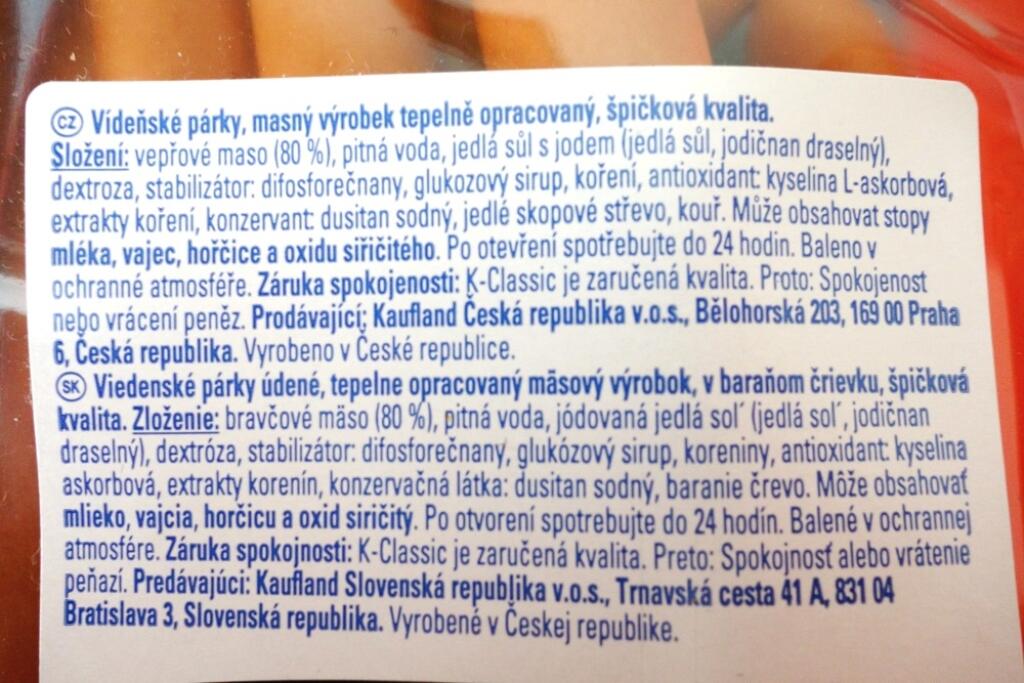 CZ Vídeňské párky, masný výrobek tepelně opracovaný, špičková kvalita.
Složení: vepřové maso (80 %), pitná voda, jedlá sůl s jodem (jedlá sůl, jodičnan draselný),
dextroza, stabilizátor: difosforečnany, glukozový sirup, koření, antioxidant: kyselina L-askorbová,
extrakty koření, konzervant: dusitan sodný, jedlé skopové střevo, kouř. Může obsahovat stopy
mléka, vajec, hořčice a oxidu siřičitého. Po otevření spotřebujte do 24 hodin. Baleno v
ochranné atmosféře. Záruka spokojenosti: K-Classic je zaručená kvalita. Proto: Spokojenost
nebo vrácení peněz. Prodávající: Kaufland Česká republika v.o.s., Bělohorská 203, 169 00 Praha
6, Česká republika. Vyrobeno v České republice.
SK Viedenské párky údené, tepelne opracovaný mäsový výrobok, v baraňom črievku, špičková
kvalita. Zloženie: bravčové mäso (80 %), pitná voda, jódovaná jedlá sol´ (jedlá sol´, jodičnan
draselný), dextróza, stabilizátor: difosforečnany, glukózový sirup, koreniny, antioxidant: kyselina
askorbová, extrakty korenín, konzervačná látka: dusitan sodný, baranie črevo. Môže obsahovať
mlieko, vajcia, horčicu a oxid siričitý. Po otvorení spotrebujte do 24 hodín. Balené v ochrannej
atmosfére. Záruka spokojnosti: K-Classic je zaručená kvalita. Preto: Spokojnosť alebo vrátenie
peňazí. Predávajúci: Kaufland Slovenská republika v.o.s., Trnavská cesta 41 A, 831 04
Bratislava 3, Slovenská republika. Vyrobené v Českej republike.